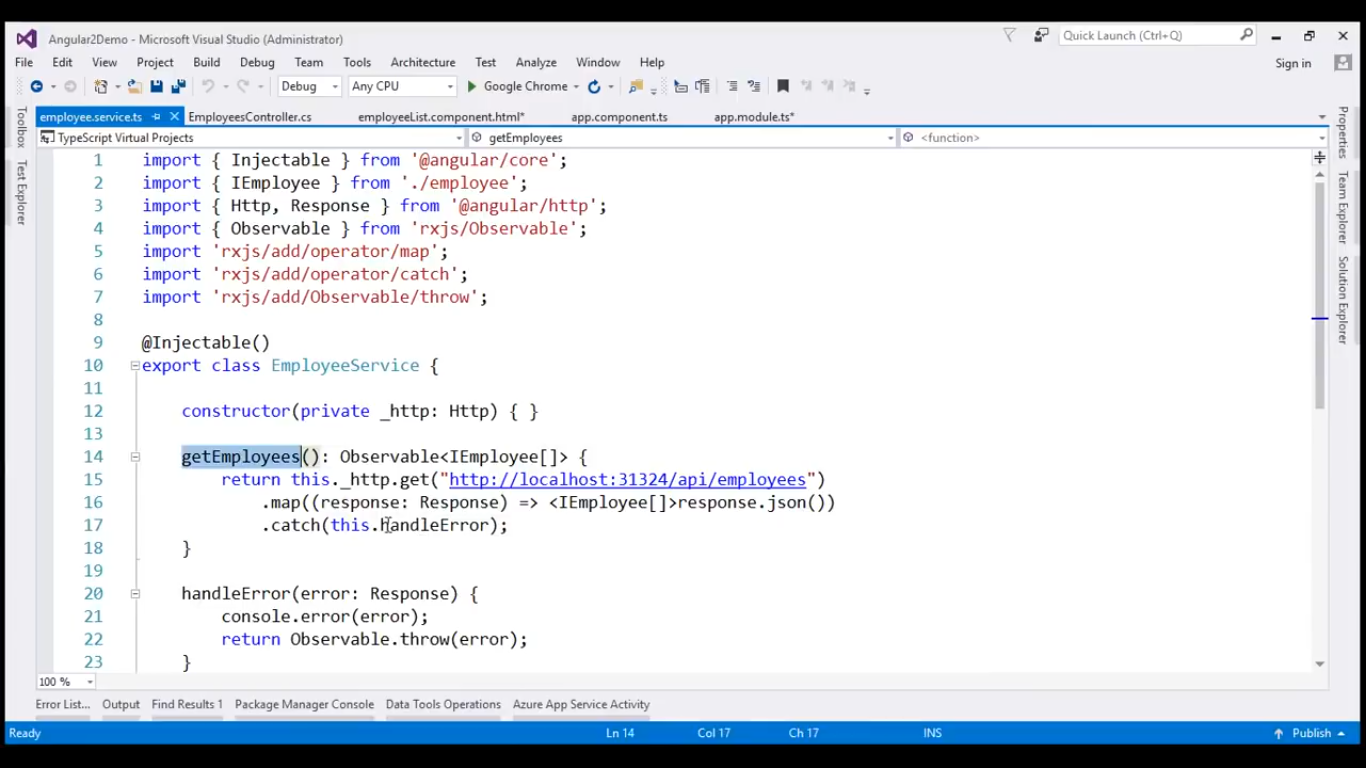 Angular2Demo - Microsoft Visual Studio (Administrator)
Quick Launch (Ctrl+Q)
File Edit View Project Build Debug Team Tools Architecture Test Analyze Window Help
Sign in
Debug Any CPU Google Chrome
employee.service.ts EmployeesController.cs employeeList.component.html* app.component.ts app.module.ts*
TypeScript Virtual Projects getEmployees <function>
Toolbox
Test Explorer
Properties
Team Explorer
Solution Explorer
1 import { Injectable } from '@angular/core';
2 import { IEmployee } from './employee';
3 import { Http, Response } from '@angular/http';
4 import { Observable } from 'rxjs/Observable';
5 import 'rxjs/add/operator/map';
6 import 'rxjs/add/operator/catch';
7 import 'rxjs/add/Observable/throw';
8
9 @Injectable()
10 export class EmployeeService {
11
12 constructor(private _http: Http) { }
13
14 getEmployees(): Observable<IEmployee[]> {
15 return this._http.get("http://localhost:31324/api/employees")
16 .map((response: Response) => <IEmployee[]>response.json())
17 .catch(this.handleError);
18 }
19
20 handleError(error: Response) {
21 console.error(error);
22 return Observable.throw(error);
23 }
100 %
Error List... Output Find Results 1 Package Manager Console Data Tools Operations Azure App Service Activity
Ready Ln 14 Col 17 Ch 17 INS Publish